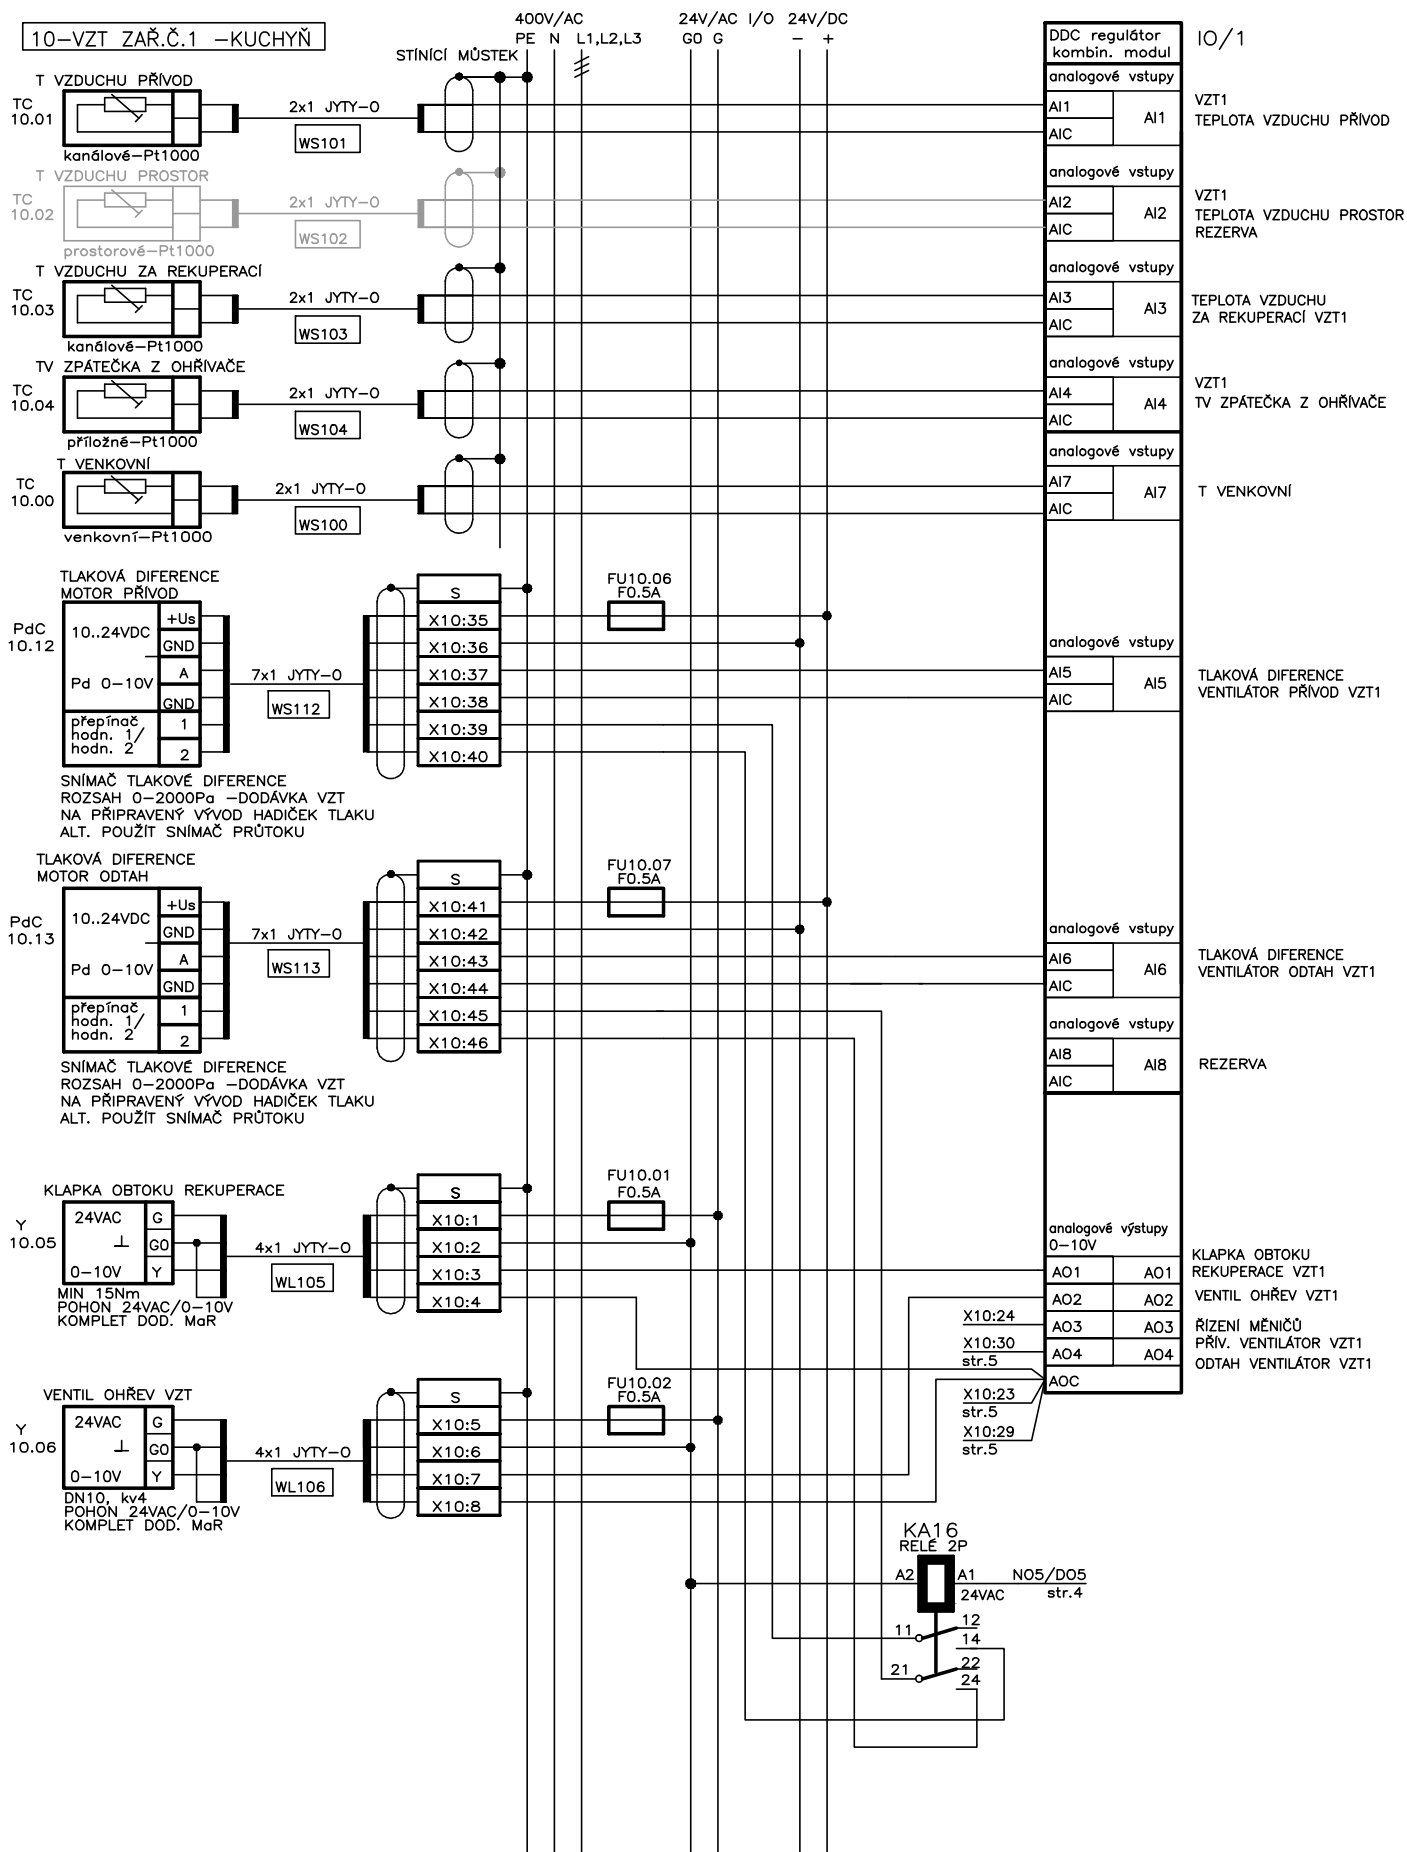 10-VZT ZAŘ.Č.1 -KUCHYŇ
400V/AC
PE N L1,L2,L3
24V/AC I/O
G0 G
24V/DC
- +
STÍNÍCÍ MŮSTEK
DDC regulátor
kombin. modul
IO/1
T VZDUCHU PŘÍVOD
TC
10.01
kanálové-Pt1000
2x1 JYTY-O
WS101
analogové vstupy
AI1
AIC
AI1
VZT1
TEPLOTA VZDUCHU PŘÍVOD
T VZDUCHU PROSTOR
TC
10.02
prostorové-Pt1000
2x1 JYTY-O
WS102
analogové vstupy
AI2
AIC
AI2
VZT1
TEPLOTA VZDUCHU PROSTOR
REZERVA
T VZDUCHU ZA REKUPERACÍ
TC
10.03
kanálové-Pt1000
2x1 JYTY-O
WS103
analogové vstupy
AI3
AIC
AI3
TEPLOTA VZDUCHU
ZA REKUPERACÍ VZT1
TV ZPÁTEČKA Z OHŘÍVAČE
TC
10.04
příložné-Pt1000
2x1 JYTY-O
WS104
analogové vstupy
AI4
AIC
AI4
VZT1
TV ZPÁTEČKA Z OHŘÍVAČE
T VENKOVNÍ
TC
10.00
venkovní-Pt1000
2x1 JYTY-O
WS100
analogové vstupy
AI7
AIC
AI7
T VENKOVNÍ
TLAKOVÁ DIFERENCE
MOTOR PŘÍVOD
PdC
10.12
10..24VDC
Pd 0-10V
+Us
GND
A
GND
přepínač
hodn. 1/
hodn. 2
1
2
7x1 JYTY-O
WS112
S
X10:35
X10:36
X10:37
X10:38
X10:39
X10:40
FU10.06
F0.5A
analogové vstupy
AI5
AIC
AI5
TLAKOVÁ DIFERENCE
VENTILÁTOR PŘÍVOD VZT1
SNÍMAČ TLAKOVÉ DIFERENCE
ROZSAH 0-2000Pa -DODÁVKA VZT
NA PŘIPRAVENÝ VÝVOD HADIČEK TLAKU
ALT. POUŽÍT SNÍMAČ PRŮTOKU
TLAKOVÁ DIFERENCE
MOTOR ODTAH
PdC
10.13
10..24VDC
Pd 0-10V
+Us
GND
A
GND
přepínač
hodn. 1/
hodn. 2
1
2
7x1 JYTY-O
WS113
S
X10:41
X10:42
X10:43
X10:44
X10:45
X10:46
FU10.07
F0.5A
analogové vstupy
AI6
AIC
AI6
TLAKOVÁ DIFERENCE
VENTILÁTOR ODTAH VZT1
analogové vstupy
AI8
AIC
AI8
REZERVA
SNÍMAČ TLAKOVÉ DIFERENCE
ROZSAH 0-2000Pa -DODÁVKA VZT
NA PŘIPRAVENÝ VÝVOD HADIČEK TLAKU
ALT. POUŽÍT SNÍMAČ PRŮTOKU
KLAPKA OBTOKU REKUPERACE
Y
10.05
24VAC
⊥
0-10V
G
G0
Y
MIN 15Nm
POHON 24VAC/0-10V
KOMPLET DOD. MaR
4x1 JYTY-O
WL105
S
X10:1
X10:2
X10:3
X10:4
FU10.01
F0.5A
analogové výstupy
0-10V
AO1 AO1
AO2 AO2
AO3 AO3
AO4 AO4
AOC
KLAPKA OBTOKU
REKUPERACE VZT1
VENTIL OHŘEV VZT1
ŘÍZENÍ MĚNIČŮ
PŘÍV. VENTILÁTOR VZT1
ODTAH VENTILÁTOR VZT1
X10:24
X10:30
str.5
X10:23
str.5
X10:29
str.5
VENTIL OHŘEV VZT
Y
10.06
24VAC
⊥
0-10V
G
G0
Y
DN10, kv4
POHON 24VAC/0-10V
KOMPLET DOD. MaR
4x1 JYTY-O
WL106
S
X10:5
X10:6
X10:7
X10:8
FU10.02
F0.5A
KA16
RELÉ 2P
A2 A1
24VAC
NO5/DO5
str.4
11 12
14
21 22
24